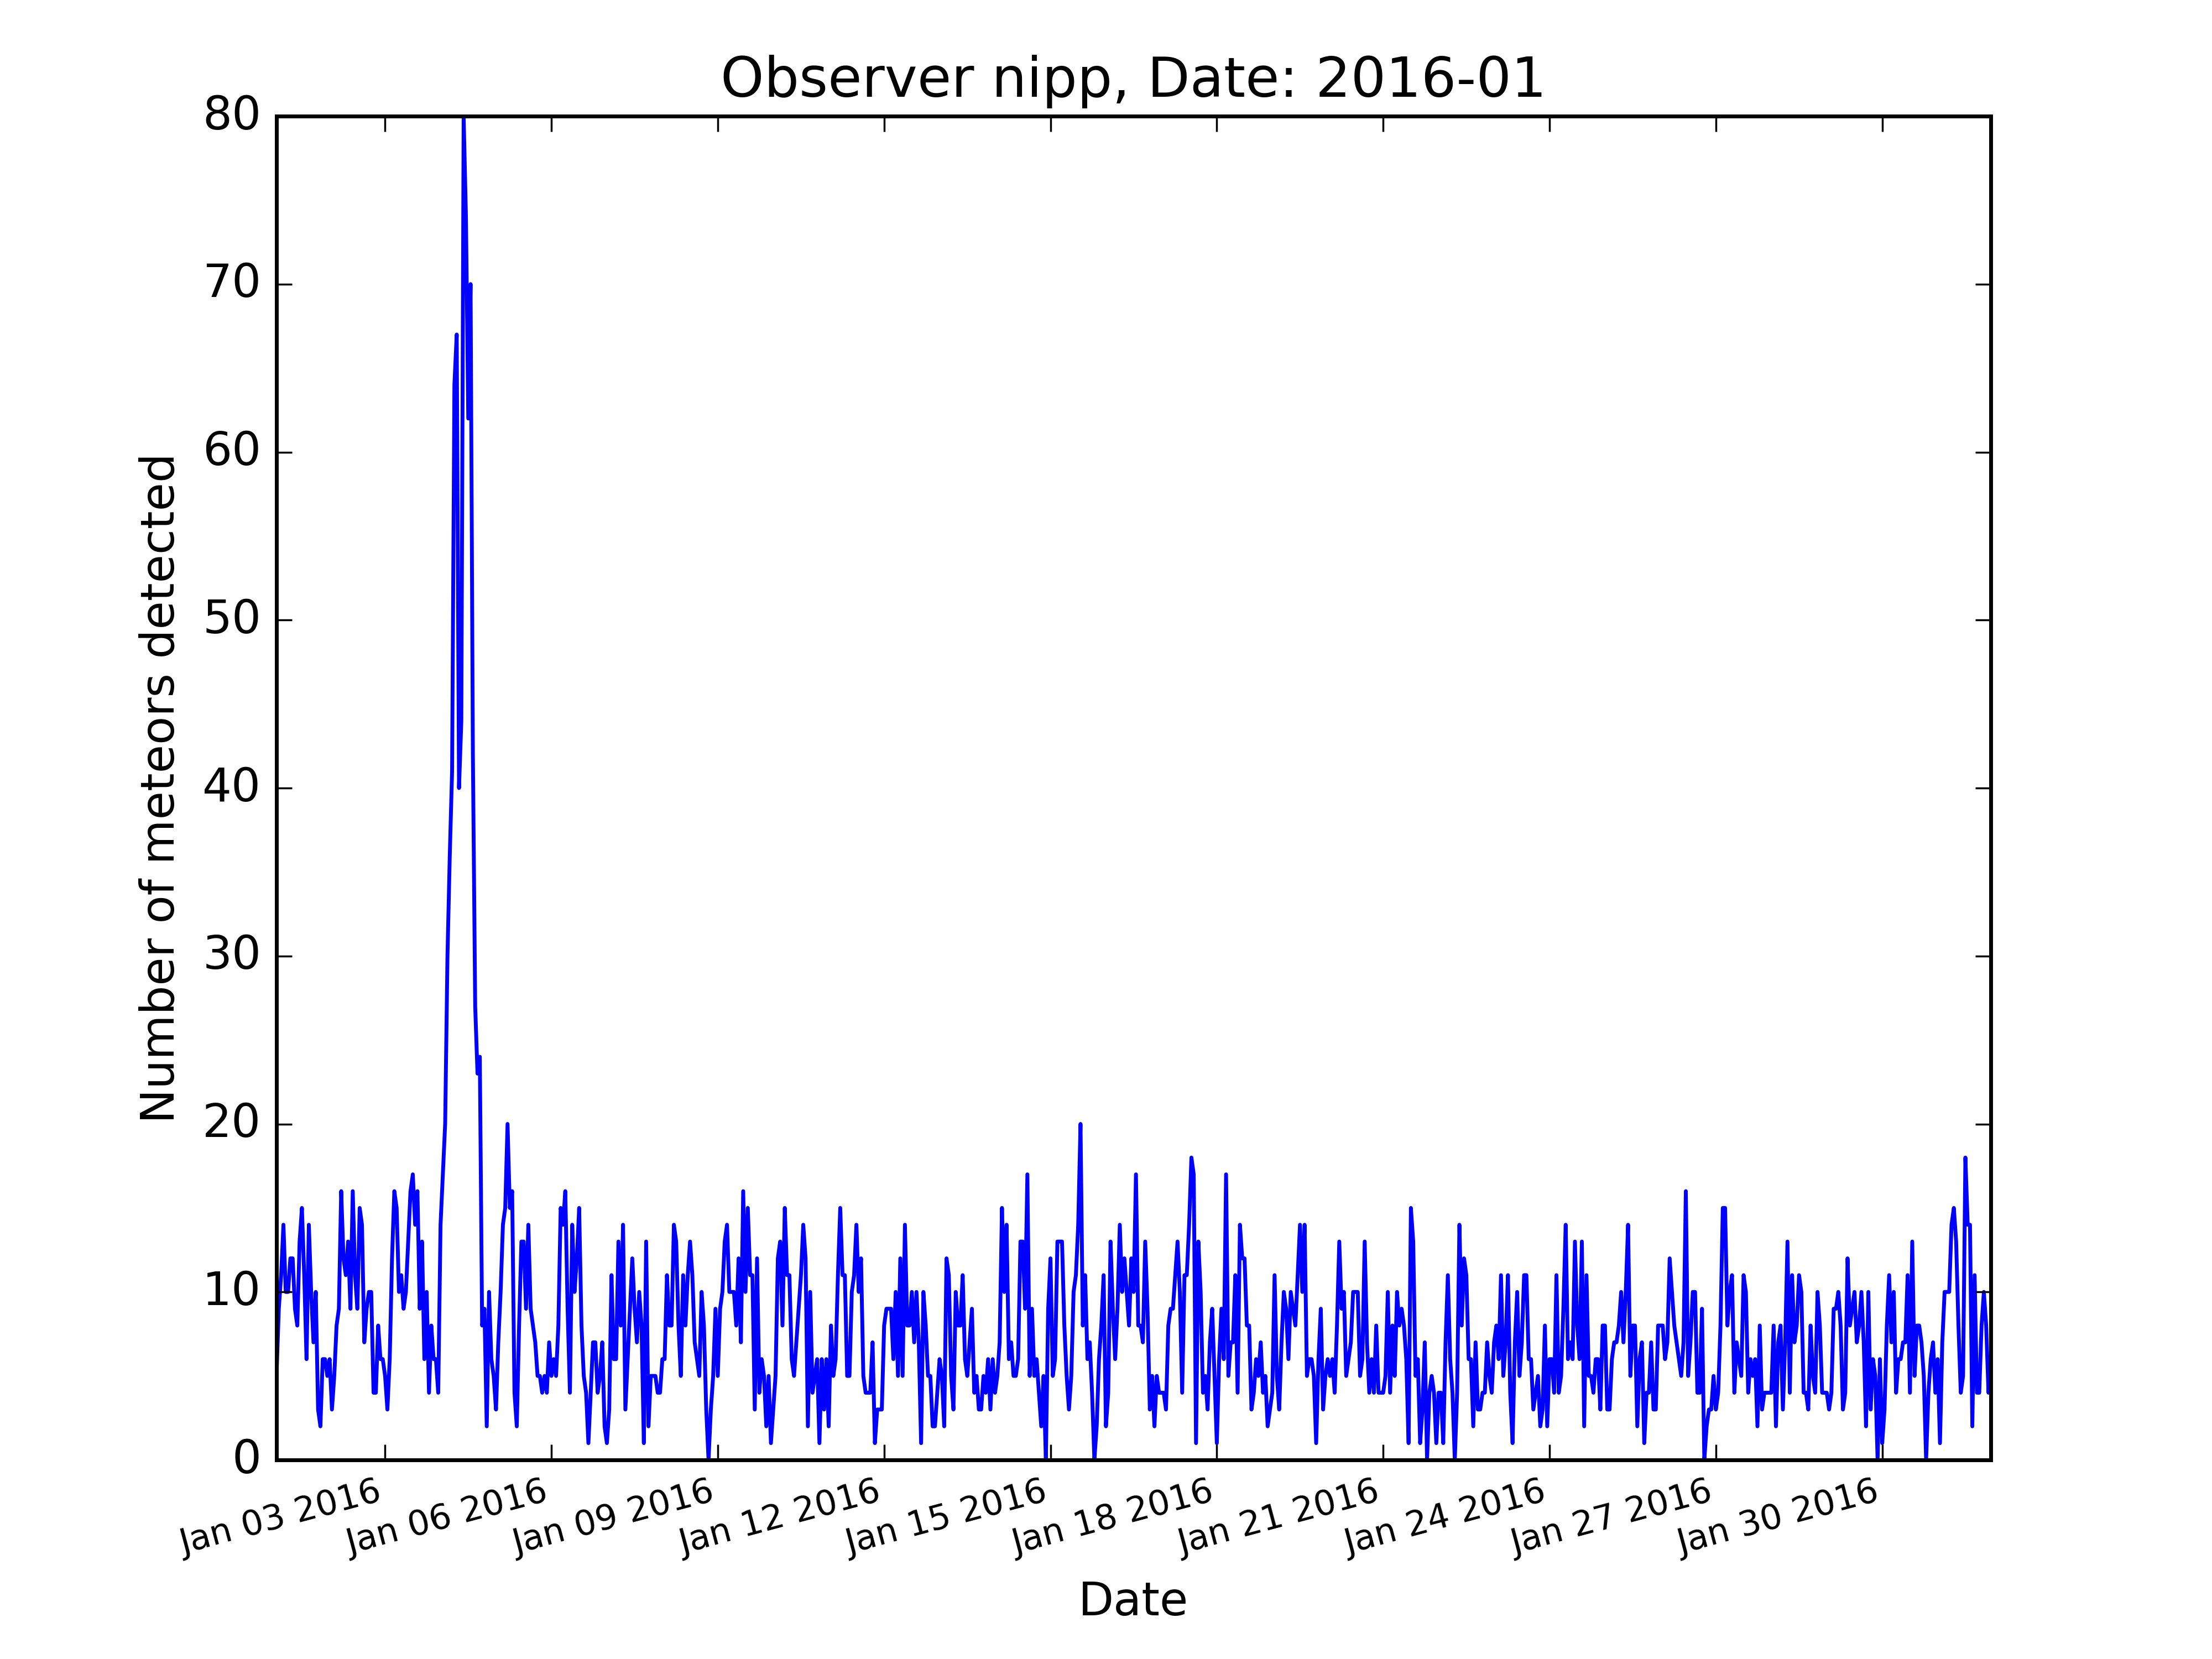 Observer nipp, Date: 2016-01
Number of meteors detected
80
70
60
50
40
30
20
10
0
Jan 03 2016
Jan 06 2016
Jan 09 2016
Jan 12 2016
Jan 15 2016
Jan 18 2016
Jan 21 2016
Jan 24 2016
Jan 27 2016
Jan 30 2016
Date